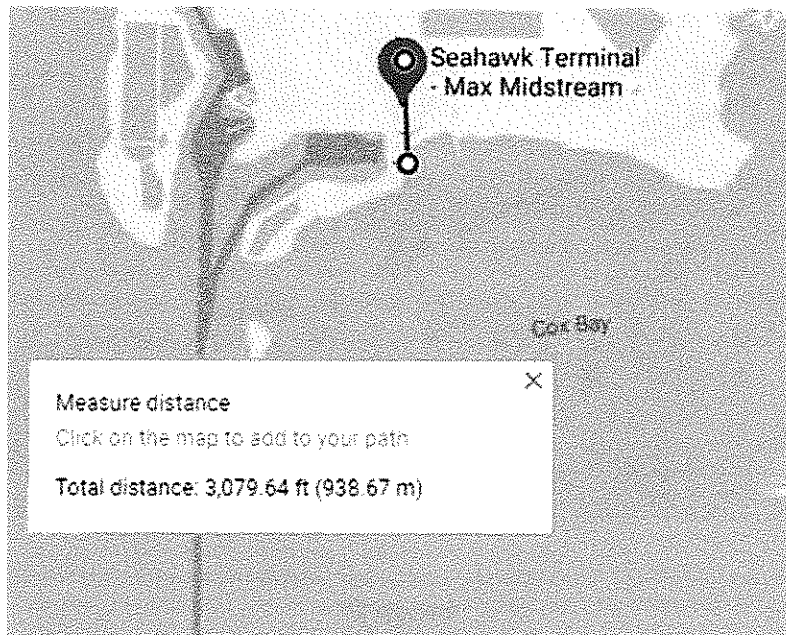 Seahawk Terminal
- Max Midstream
Cox Bay
Measure distance
Click on the map to add to your path
Total distance: 3,079.64 ft (938.67 m)